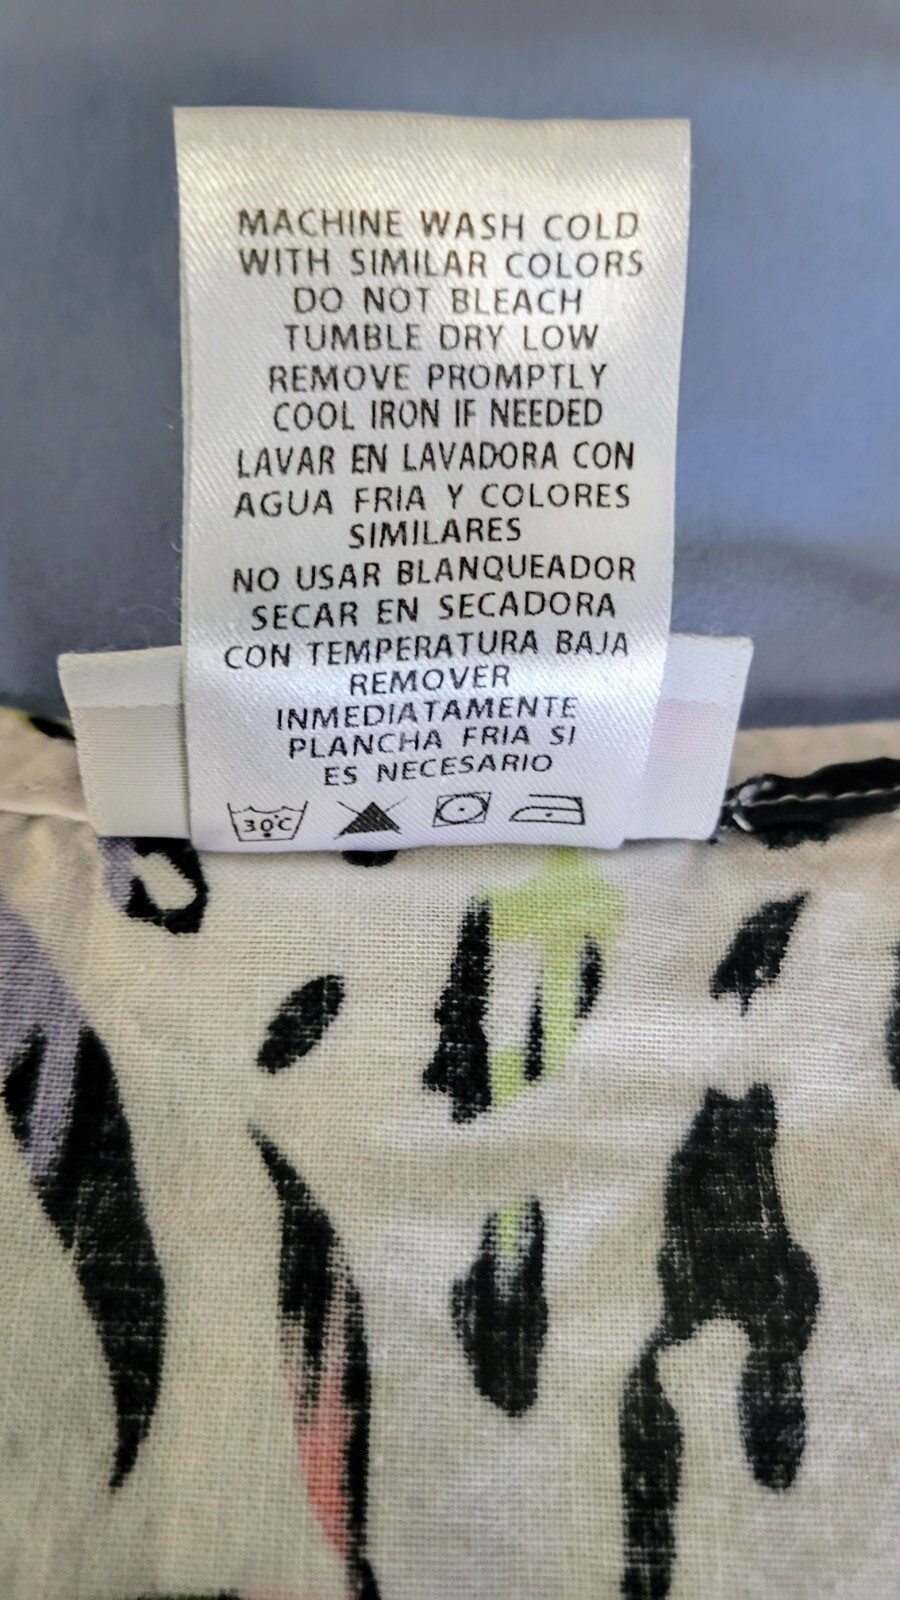 MACHINE WASH COLD
WITH SIMILAR COLORS
DO NOT BLEACH
TUMBLE DRY LOW
REMOVE PROMPTLY
COOL IRON IF NEEDED
LAVAR EN LAVADORA CON
AGUA FRIA Y COLORES
SIMILARES
NO USAR BLANQUEADOR
SECAR EN SECADORA
CON TEMPERATURA BAJA
REMOVER
INMEDIATAMENTE
PLANCHA FRIA SI
ES NECESARIO
30°C